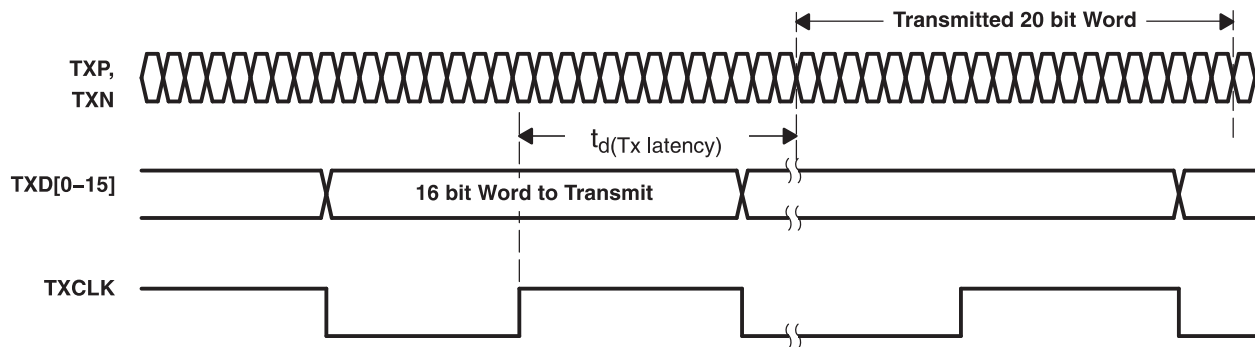 Transmitted 20 bit Word
TXP,
TXN
td(Tx latency)
TXD[0–15]
16 bit Word to Transmit
TXCLK